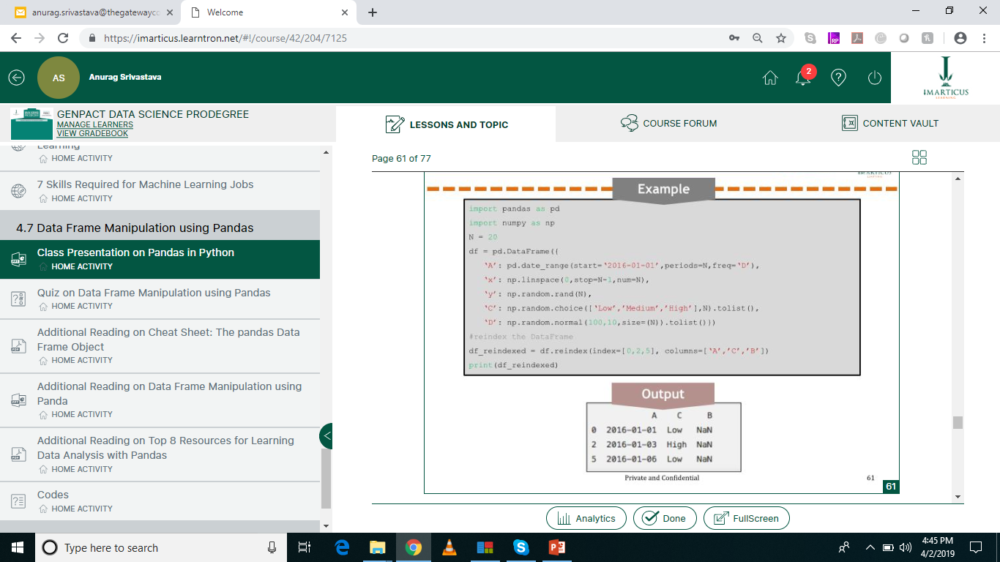 anurag.srivastava@thegatewayco
Welcome
https://imarticus.learntron.net/#!/course/42/204/7125
AS
Anurag Srivastava
2
IMARTICUS
LEARNING
GENPACT DATA SCIENCE PRODEGREE
MANAGE LEARNERS
VIEW GRADEBOOK
LESSONS AND TOPIC
COURSE FORUM
CONTENT VAULT
Learning
HOME ACTIVITY
7 Skills Required for Machine Learning Jobs
HOME ACTIVITY
4.7 Data Frame Manipulation using Pandas
Class Presentation on Pandas in Python
HOME ACTIVITY
Quiz on Data Frame Manipulation using Pandas
HOME ACTIVITY
Additional Reading on Cheat Sheet: The pandas Data
Frame Object
HOME ACTIVITY
Additional Reading on Data Frame Manipulation using
Panda
HOME ACTIVITY
Additional Reading on Top 8 Resources for Learning
Data Analysis with Pandas
HOME ACTIVITY
Codes
HOME ACTIVITY
Page 61 of 77
Example
import pandas as pd
import numpy as np
N = 20
df = pd.DataFrame({
‘A’: pd.date_range(start=‘2016-01-01’,periods=N,freq=‘D’),
‘x’: np.linspace(0,stop=N-1,num=N),
‘y’: np.random.rand(N),
‘C’: np.random.choice([‘Low’,’Medium’,’High’],N).tolist(),
‘D’: np.random.normal(100,10,size=(N)).tolist()})
#reindex the DataFrame
df_reindexed = df.reindex(index=[0,2,5], columns=[‘A’,’C’,’B’])
print(df_reindexed)
Output
A C B
0 2016-01-01 Low NaN
2 2016-01-03 High NaN
5 2016-01-06 Low NaN
Private and Confidential
61
61
Analytics
Done
FullScreen
Type here to search
4:45 PM
4/2/2019